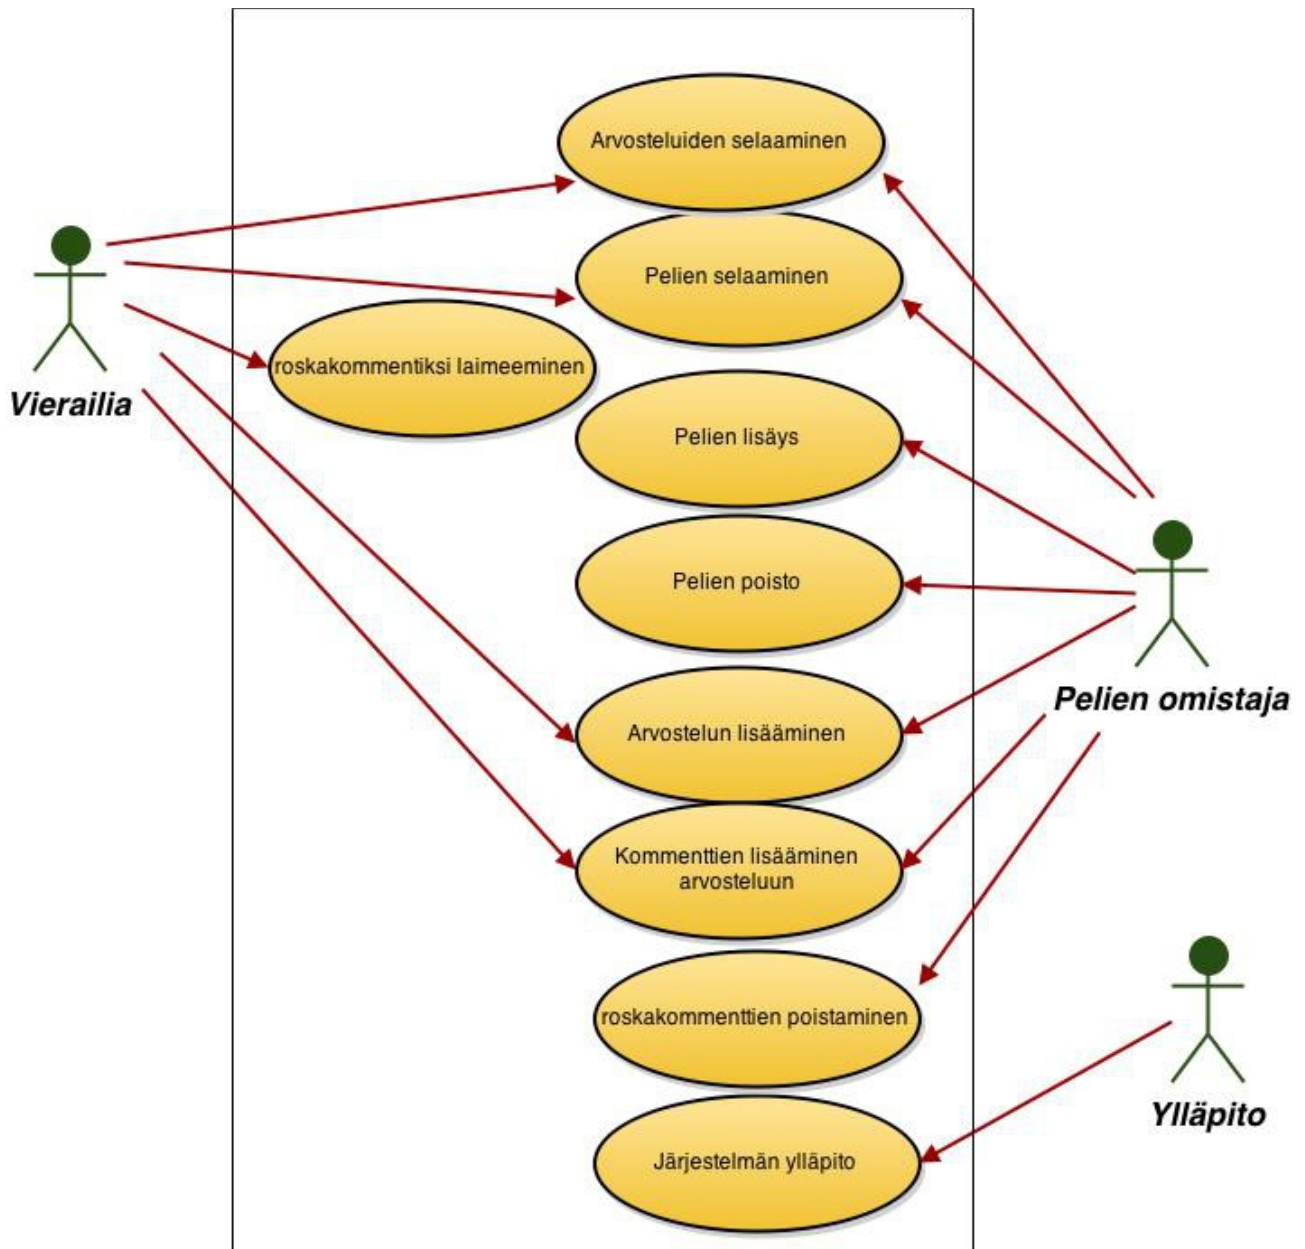 Arvosteluiden selaaminen
Pelien selaaminen
roskakommentiksi laimeeminen
Vierailia
Pelien lisäys
Pelien poisto
Pelien omistaja
Arvostelun lisääminen
Kommenttien lisääminen
arvosteluun
roskakommenttien poistaminen
Ylläpito
Järjestelmän ylläpito